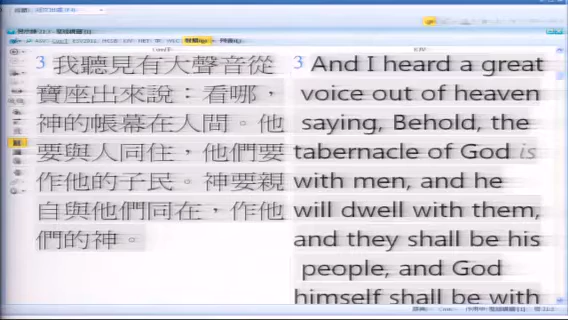 3 我聽見有大聲音從
寶座出來說：看哪，
神的帳幕在人間。他
要與人同住，他們要
作他的子民。神要親
自與他們同在，作他
們的神。
KJV
3 And I heard a great
voice out of heaven
saying, Behold, the
tabernacle of God is
with men, and he
will dwell with them,
and they shall be his
people, and God
himself shall be with